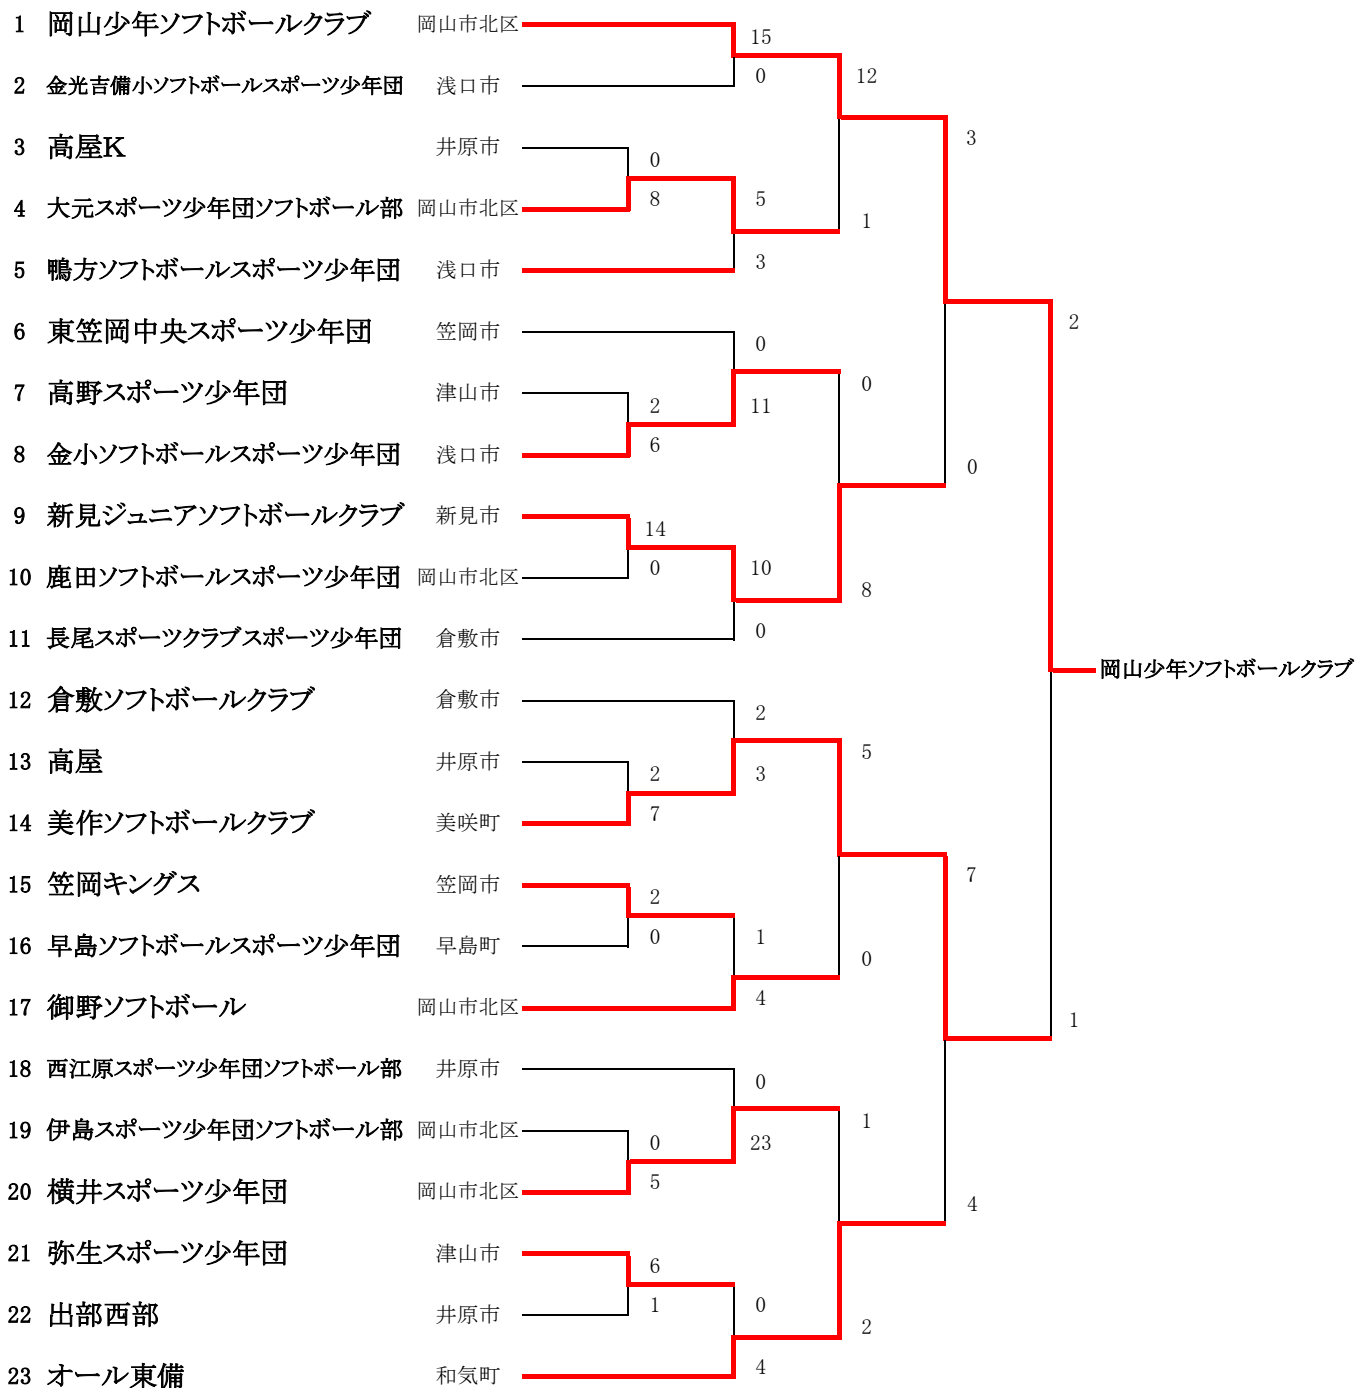 1 岡山少年ソフトボールクラブ 岡山市北区
15
2 金光吉備小ソフトボールスポーツ少年団 浅口市
0
12
3 高屋K 井原市
0
3
4 大元スポーツ少年団ソフトボール部 岡山市北区
8
5
1
5 鴨方ソフトボールスポーツ少年団 浅口市
3
6 東笠岡中央スポーツ少年団 笠岡市
0
2
7 高野スポーツ少年団 津山市
2
11
0
8 金小ソフトボールスポーツ少年団 浅口市
6
0
9 新見ジュニアソフトボールクラブ 新見市
14
10 鹿田ソフトボールスポーツ少年団 岡山市北区
0
10
8
11 長尾スポーツクラブスポーツ少年団 倉敷市
0
岡山少年ソフトボールクラブ
12 倉敷ソフトボールクラブ 倉敷市
2
5
13 高屋 井原市
2
3
14 美作ソフトボールクラブ 美咲町
7
15 笠岡キングス 笠岡市
2
7
16 早島ソフトボールスポーツ少年団 早島町
0
1
0
17 御野ソフトボール 岡山市北区
4
1
18 西江原スポーツ少年団ソフトボール部 井原市
0
19 伊島スポーツ少年団ソフトボール部 岡山市北区
0
23
1
20 横井スポーツ少年団 岡山市北区
5
4
21 弥生スポーツ少年団 津山市
6
22 出部西部 井原市
1
0
2
23 オール東備 和気町
4